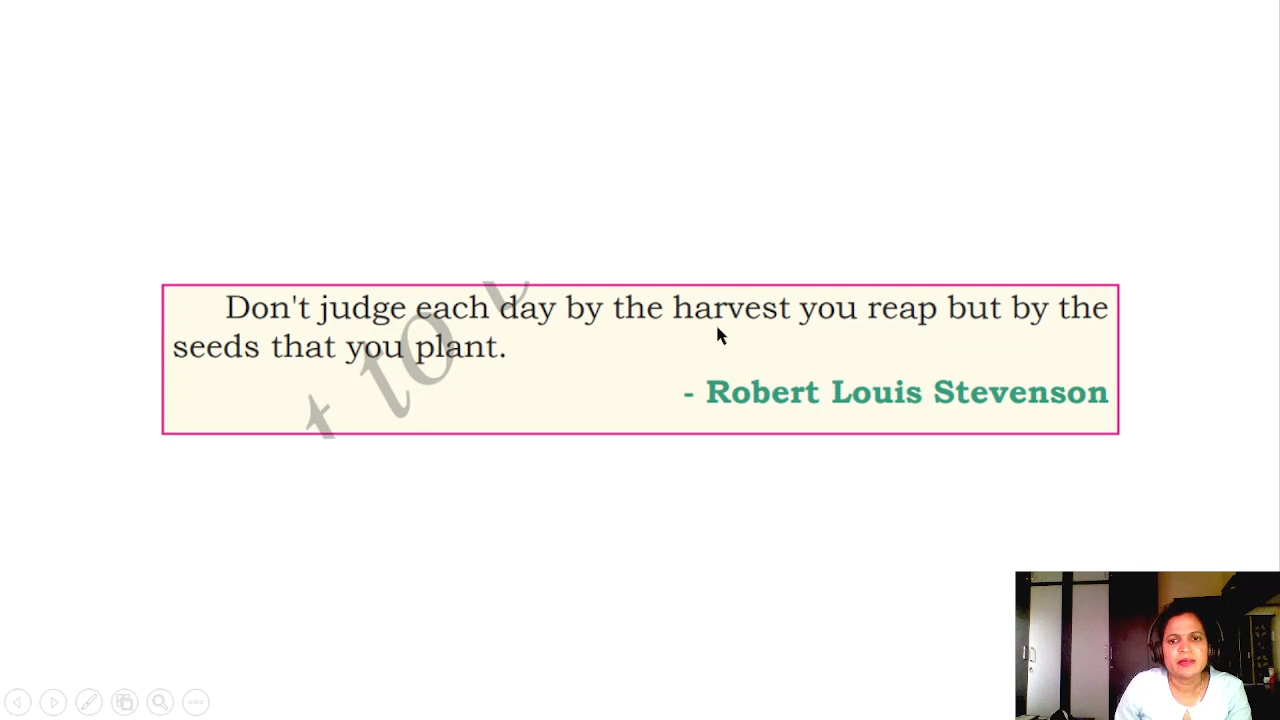 Don't judge each day by the harvest you reap but by the
seeds that you plant.
- Robert Louis Stevenson
t to t